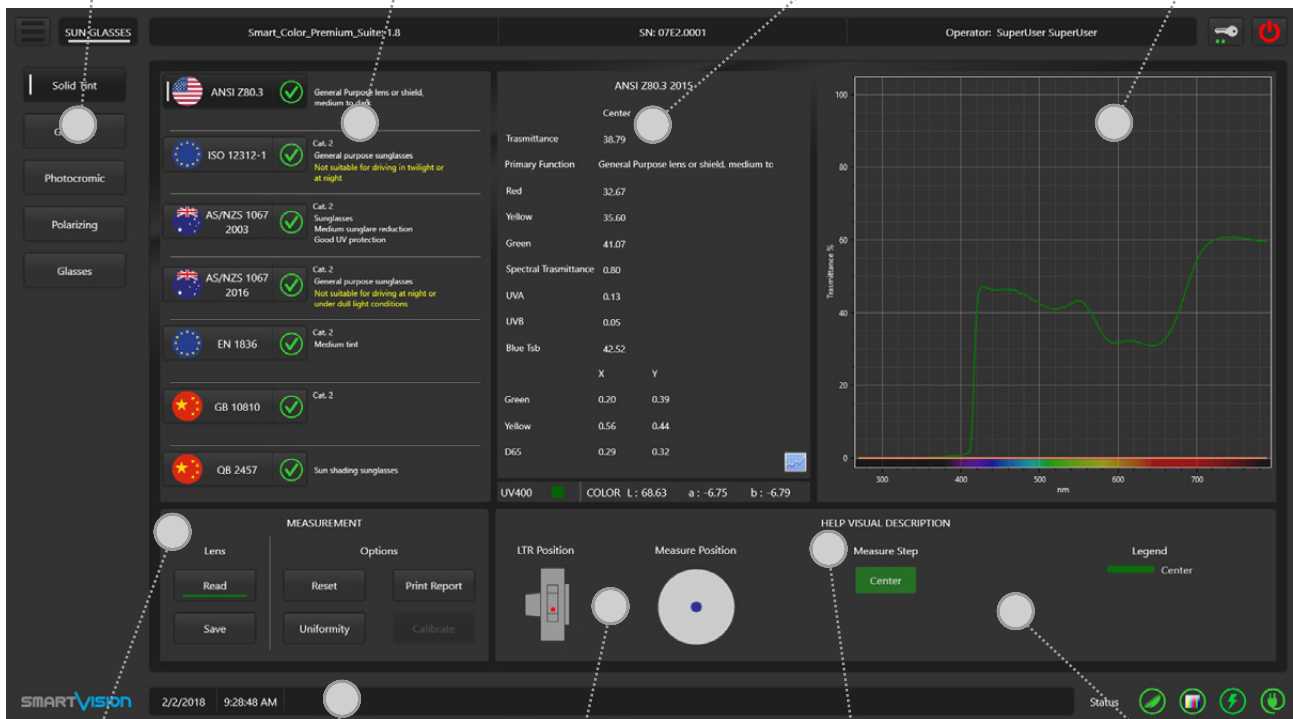 SUN GLASSES
Smart_Color_Premium_Suite: 1.8
SN: 07E2.0001
Operator: SuperUser SuperUser
Solid Tint
Photocromic
Polarizing
Glasses
ANSI Z80.3
General Purpose lens or shield,
medium to dark
ISO 12312-1
Cat. 2
General purpose sunglasses
Not suitable for driving in twilight or
at night
AS/NZS 1067
2003
Cat. 2
Sunglasses
Medium sunglare reduction
Good UV protection
AS/NZS 1067
2016
Cat. 2
General purpose sunglasses
Not suitable for driving at night or
under dull light conditions
EN 1836
Cat. 2
Medium tint
GB 10810
Cat. 2
QB 2457
Sun shading sunglasses
ANSI Z80.3 2015
Center
Trasmittance 38.79
Primary Function General Purpose lens or shield, medium to
Red 32.67
Yellow 35.60
Green 41.07
Spectral Trasmittance 0.80
UVA 0.13
UVB 0.05
Blue Tsb 42.52
X Y
Green 0.20 0.39
Yellow 0.56 0.44
D65 0.29 0.32
UV400 COLOR L : 68.63 a : -6.75 b : -6.79
100
80
60
40
20
0
Trasmittance %
300 400 500 600 700
nm
MEASUREMENT
Lens Options
Read Reset Print Report
Save Uniformity Calibrate
HELP VISUAL DESCRIPTION
LTR Position Measure Position Measure Step Legend
Center
Center
SMARTVISION
2/2/2018 9:28:48 AM
Status